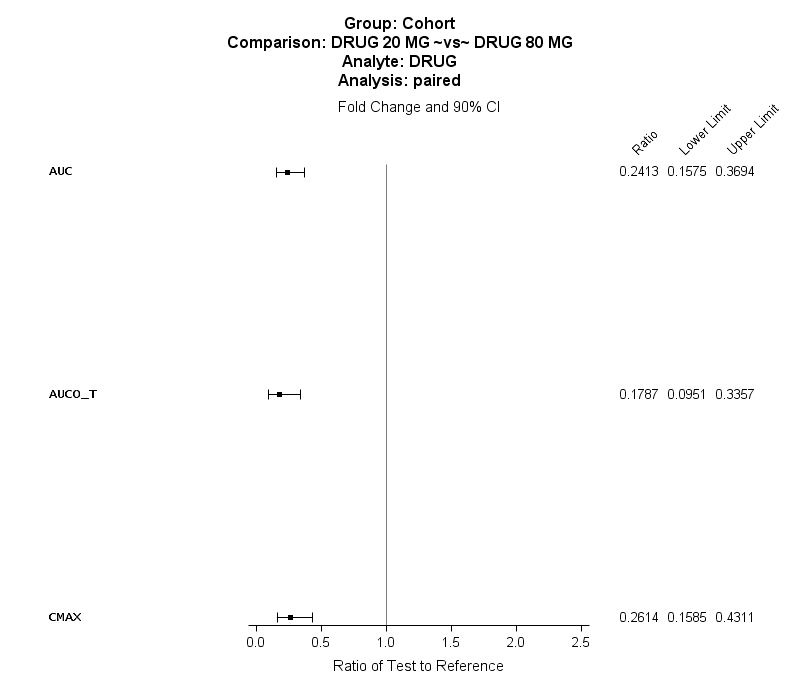 Group: Cohort
Comparison: DRUG 20 MG ~vs~ DRUG 80 MG
Analyte: DRUG
Analysis: paired
Fold Change and 90% CI
Ratio Lower Limit Upper Limit
AUC 0.2413 0.1575 0.3694
AUC0_T 0.1787 0.0951 0.3357
CMAX 0.2614 0.1585 0.4311
0.0 0.5 1.0 1.5 2.0 2.5
Ratio of Test to Reference